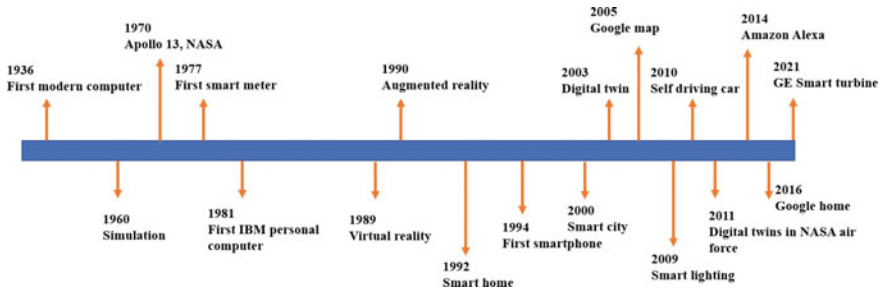 1936
First modern computer
1970
Apollo 13, NASA
1977
First smart meter
1990
Augmented reality
2003
Digital twin
2005
Google map
2010
Self driving car
2014
Amazon Alexa
2021
GE Smart turbine
1960
Simulation
1981
First IBM personal
computer
1989
Virtual reality
1992
Smart home
1994
First smartphone
2000
Smart city
2009
Smart lighting
2011
Digital twins in NASA air
force
2016
Google home